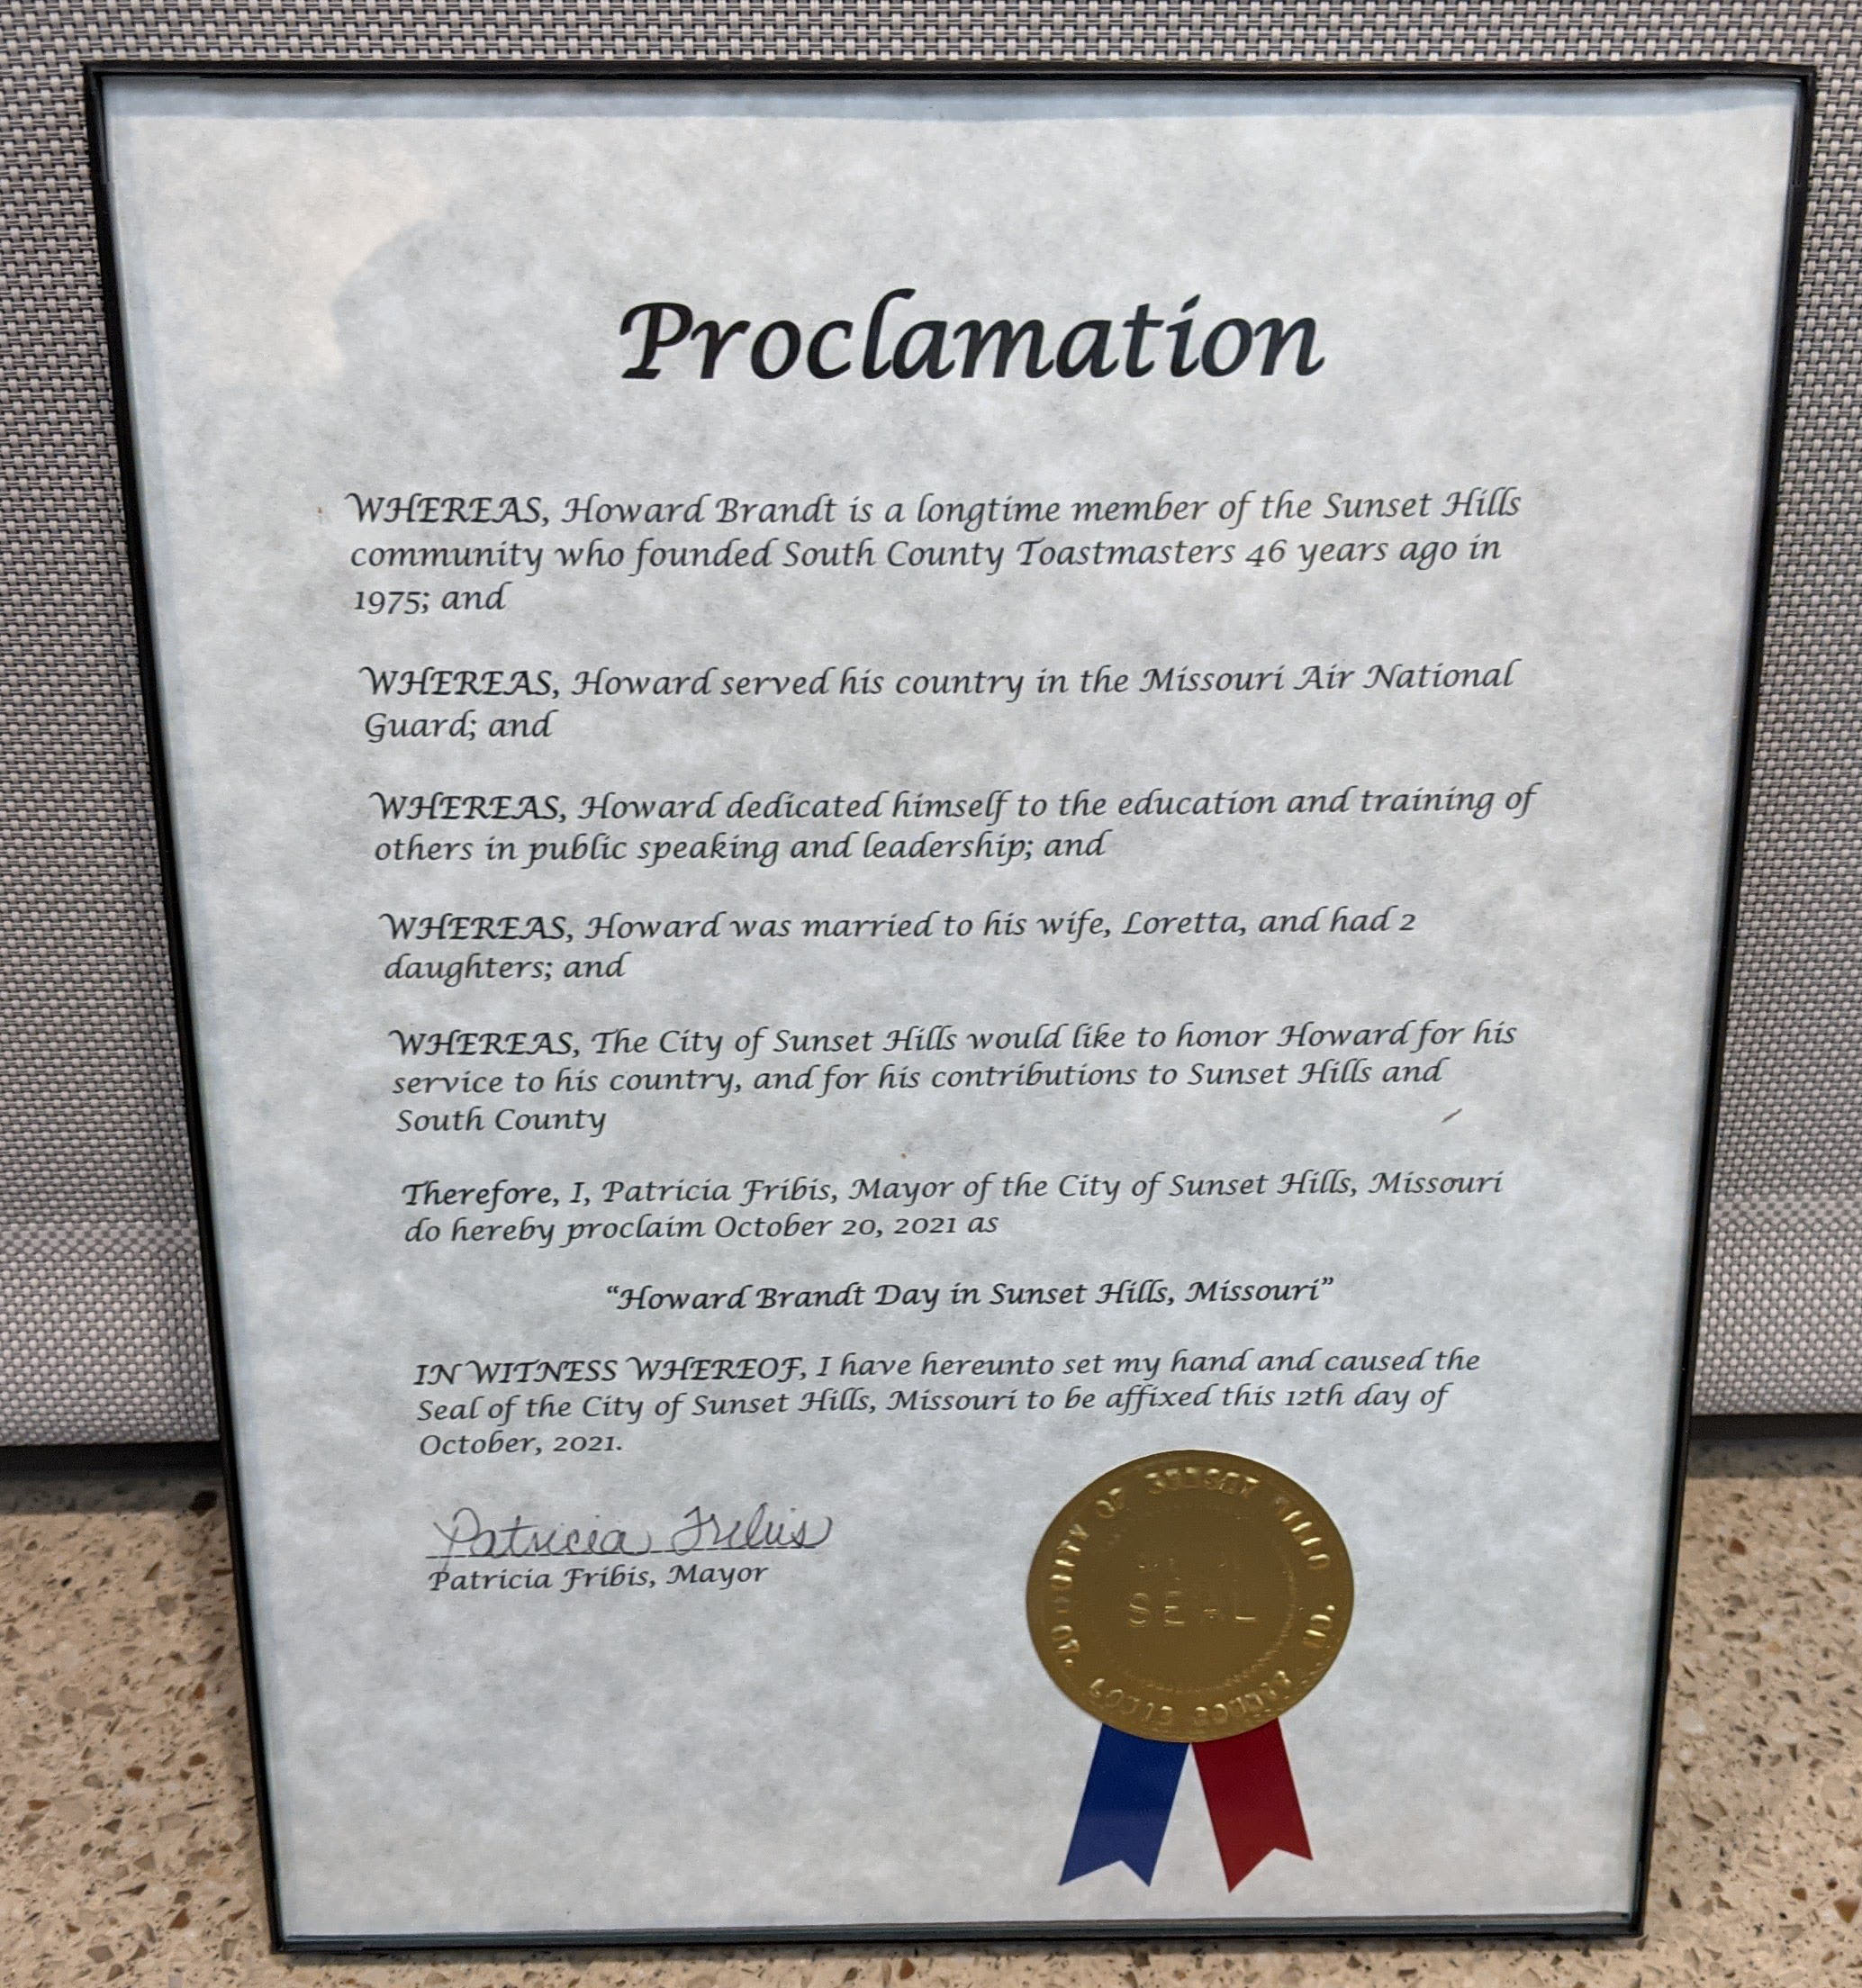 Proclamation
WHEREAS, Howard Brandt is a longtime member of the Sunset Hills
community who founded South County Toastmasters 46 years ago in
1975; and
WHEREAS, Howard served his country in the Missouri Air National
Guard; and
WHEREAS, Howard dedicated himself to the education and training of
others in public speaking and leadership; and
WHEREAS, Howard was married to his wife, Loretta, and had 2
daughters; and
WHEREAS, The City of Sunset Hills would like to honor Howard for his
service to his country, and for his contributions to Sunset Hills and
South County
Therefore, I, Patricia Fribis, Mayor of the City of Sunset Hills, Missouri
do hereby proclaim October 20, 2021 as
“Howard Brandt Day in Sunset Hills, Missouri”
IN WITNESS WHEREOF, I have hereunto set my hand and caused the
Seal of the City of Sunset Hills, Missouri to be affixed this 12th day of
October, 2021.
Patricia Fribis
Patricia Fribis, Mayor
CITY OF SUNSET HILLS
SEAL
LOUIS COUNTY